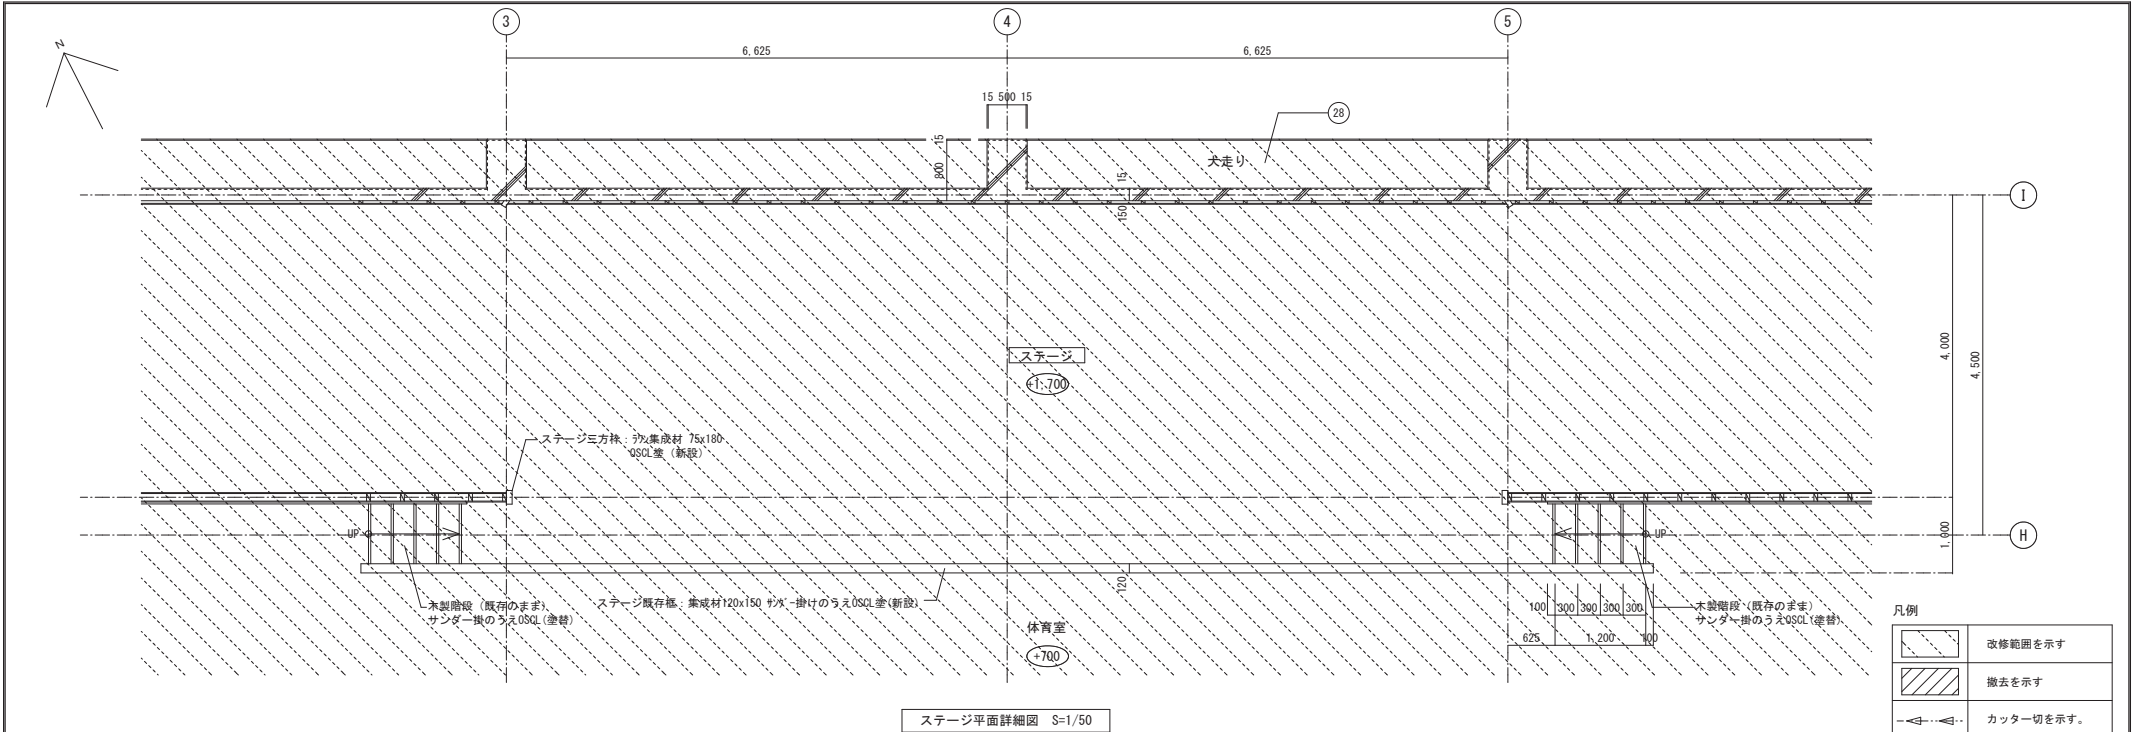 3
4
5
N
6,625
6,625
15 500 15
28
15
800
犬走り
15
150
I
4,000
4,500
ステージ
+1,700
ステージ三方枠：ﾗﾜﾝ集成材 75x180
OSCL塗（新設）
UP
UP
H
1,000
120
木製階段（既存のまま）
サンダー掛のうえOSCL(塗替)
ステージ既存框：集成材120x150 ｻﾝﾀﾞｰ掛けのうえOSCL塗(新設)
100 300 300 300 300
625 1,200 100
木製階段（既存のまま）
サンダー掛のうえOSCL(塗替)
体育室
+700
凡例
改修範囲を示す
撤去を示す
カッター切を示す。
ステージ平面詳細図 S=1/50